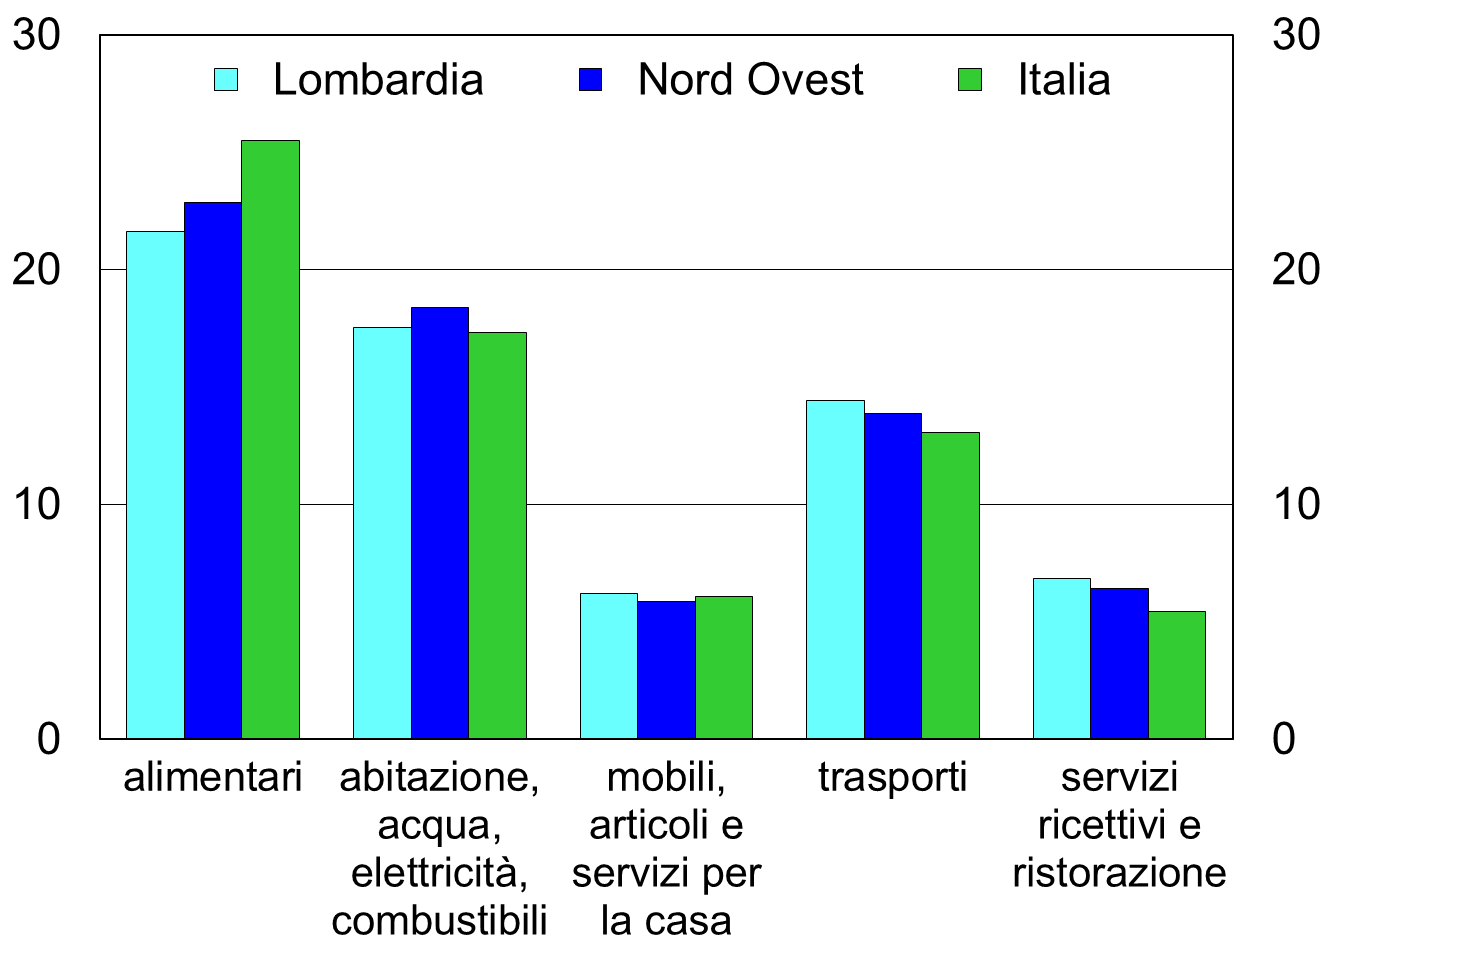 30 30
Lombardia Nord Ovest Italia
20 20
10 10
0 0
alimentari abitazione, mobili, trasporti servizi
acqua, articoli e ricettivi e
elettricità, servizi per ristorazione
combustibili la casa